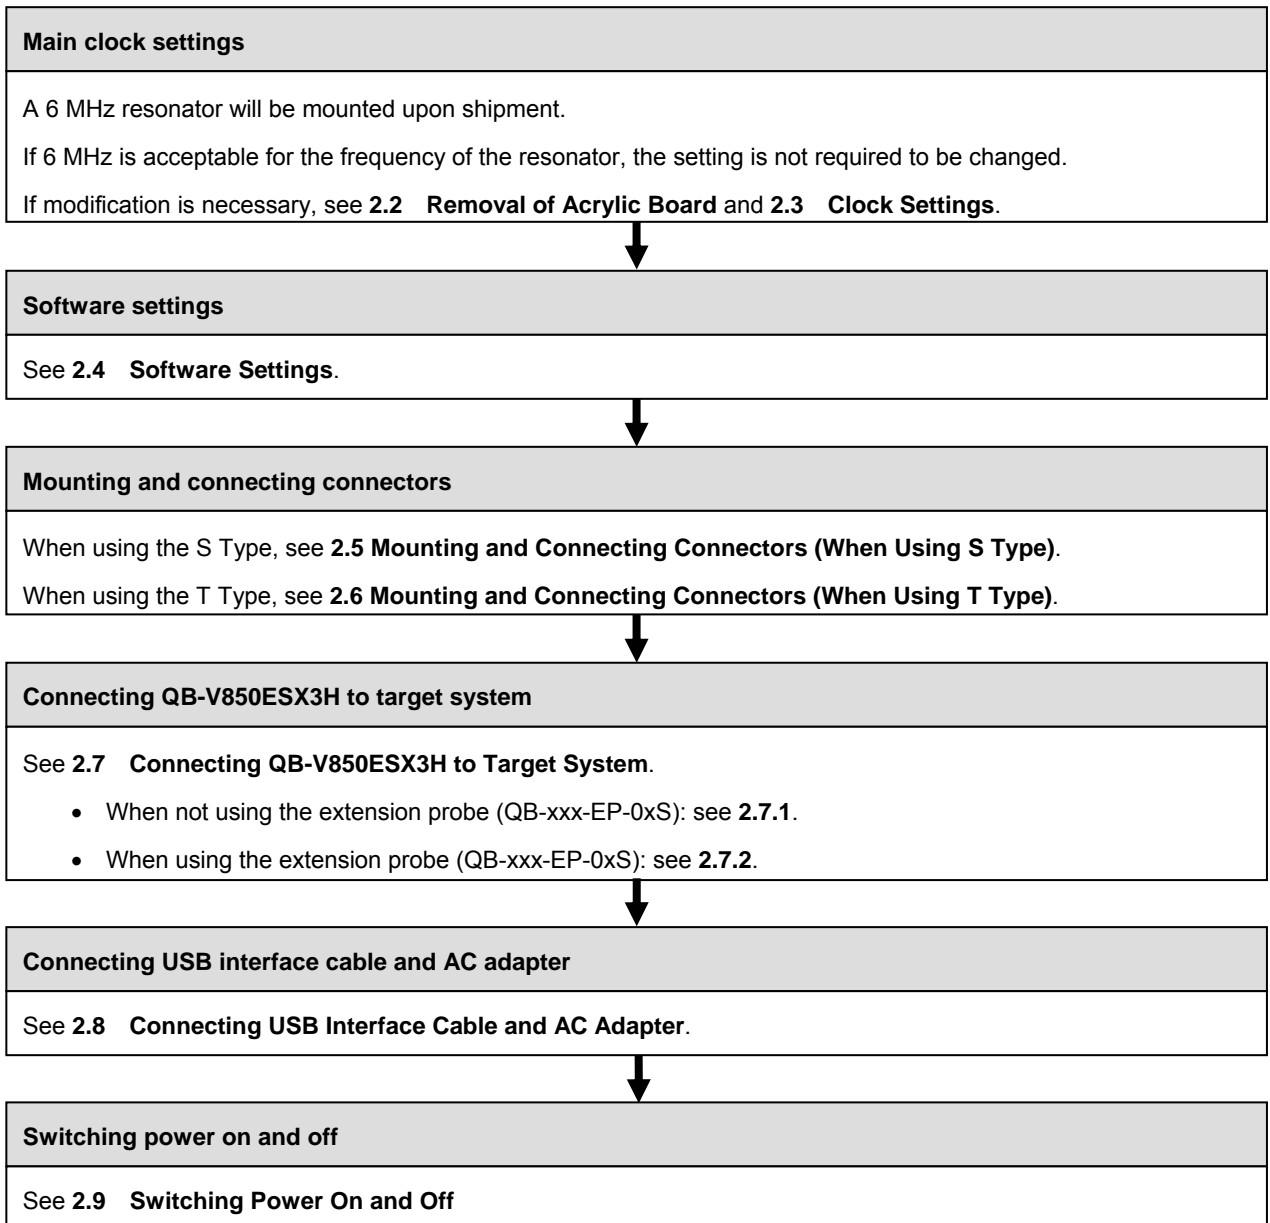 Main clock settings
A 6 MHz resonator will be mounted upon shipment.
If 6 MHz is acceptable for the frequency of the resonator, the setting is not required to be changed.
If modification is necessary, see 2.2 Removal of Acrylic Board and 2.3 Clock Settings.
Software settings
See 2.4 Software Settings.
Mounting and connecting connectors
When using the S Type, see 2.5 Mounting and Connecting Connectors (When Using S Type).
When using the T Type, see 2.6 Mounting and Connecting Connectors (When Using T Type).
Connecting QB-V850ESX3H to target system
See 2.7 Connecting QB-V850ESX3H to Target System.
• When not using the extension probe (QB-xxx-EP-0xS): see 2.7.1.
• When using the extension probe (QB-xxx-EP-0xS): see 2.7.2.
Connecting USB interface cable and AC adapter
See 2.8 Connecting USB Interface Cable and AC Adapter.
Switching power on and off
See 2.9 Switching Power On and Off